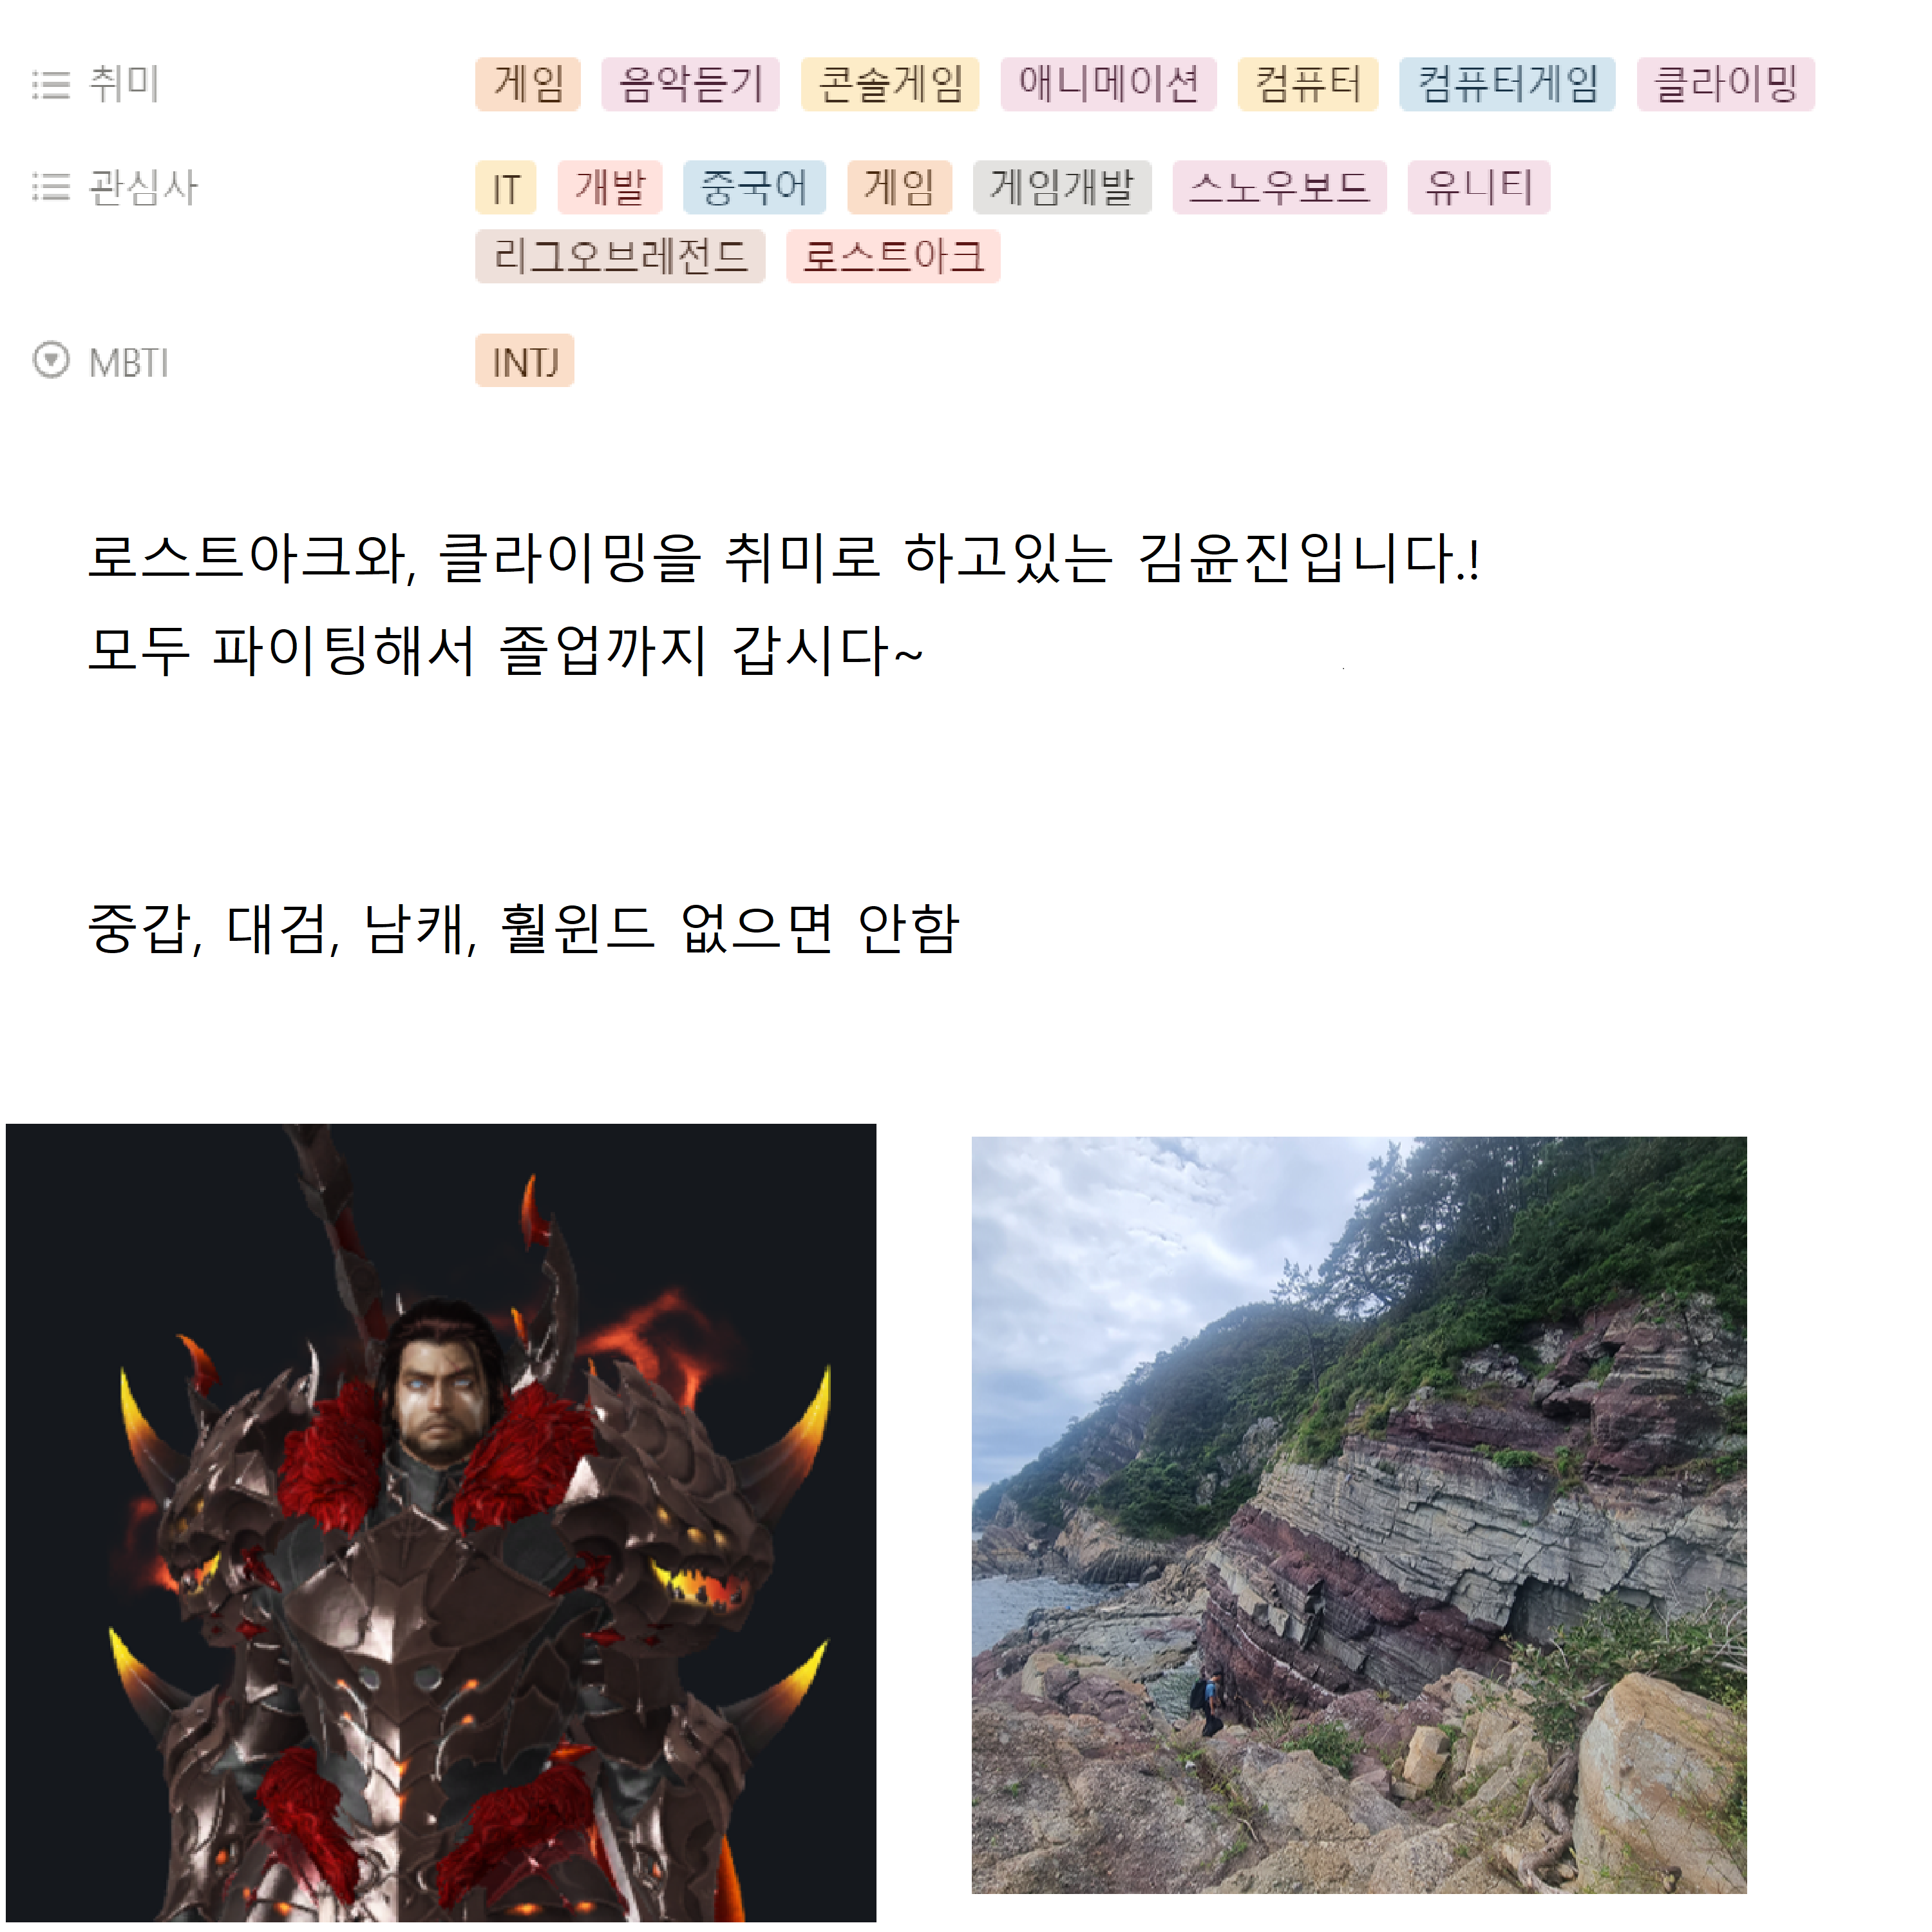 취미 게임 음악듣기 콘솔게임 애니메이션 컴퓨터 컴퓨터게임 클라이밍
관심사 IT 개발 중국어 게임 게임개발 스노우보드 유니티
리그오브레전드 로스트아크
MBTI INTJ
로스트아크와, 클라이밍을 취미로 하고있는 김윤진입니다.!
모두 파이팅해서 졸업까지 갑시다~
중갑, 대검, 남캐, 훨윈드 없으면 안함